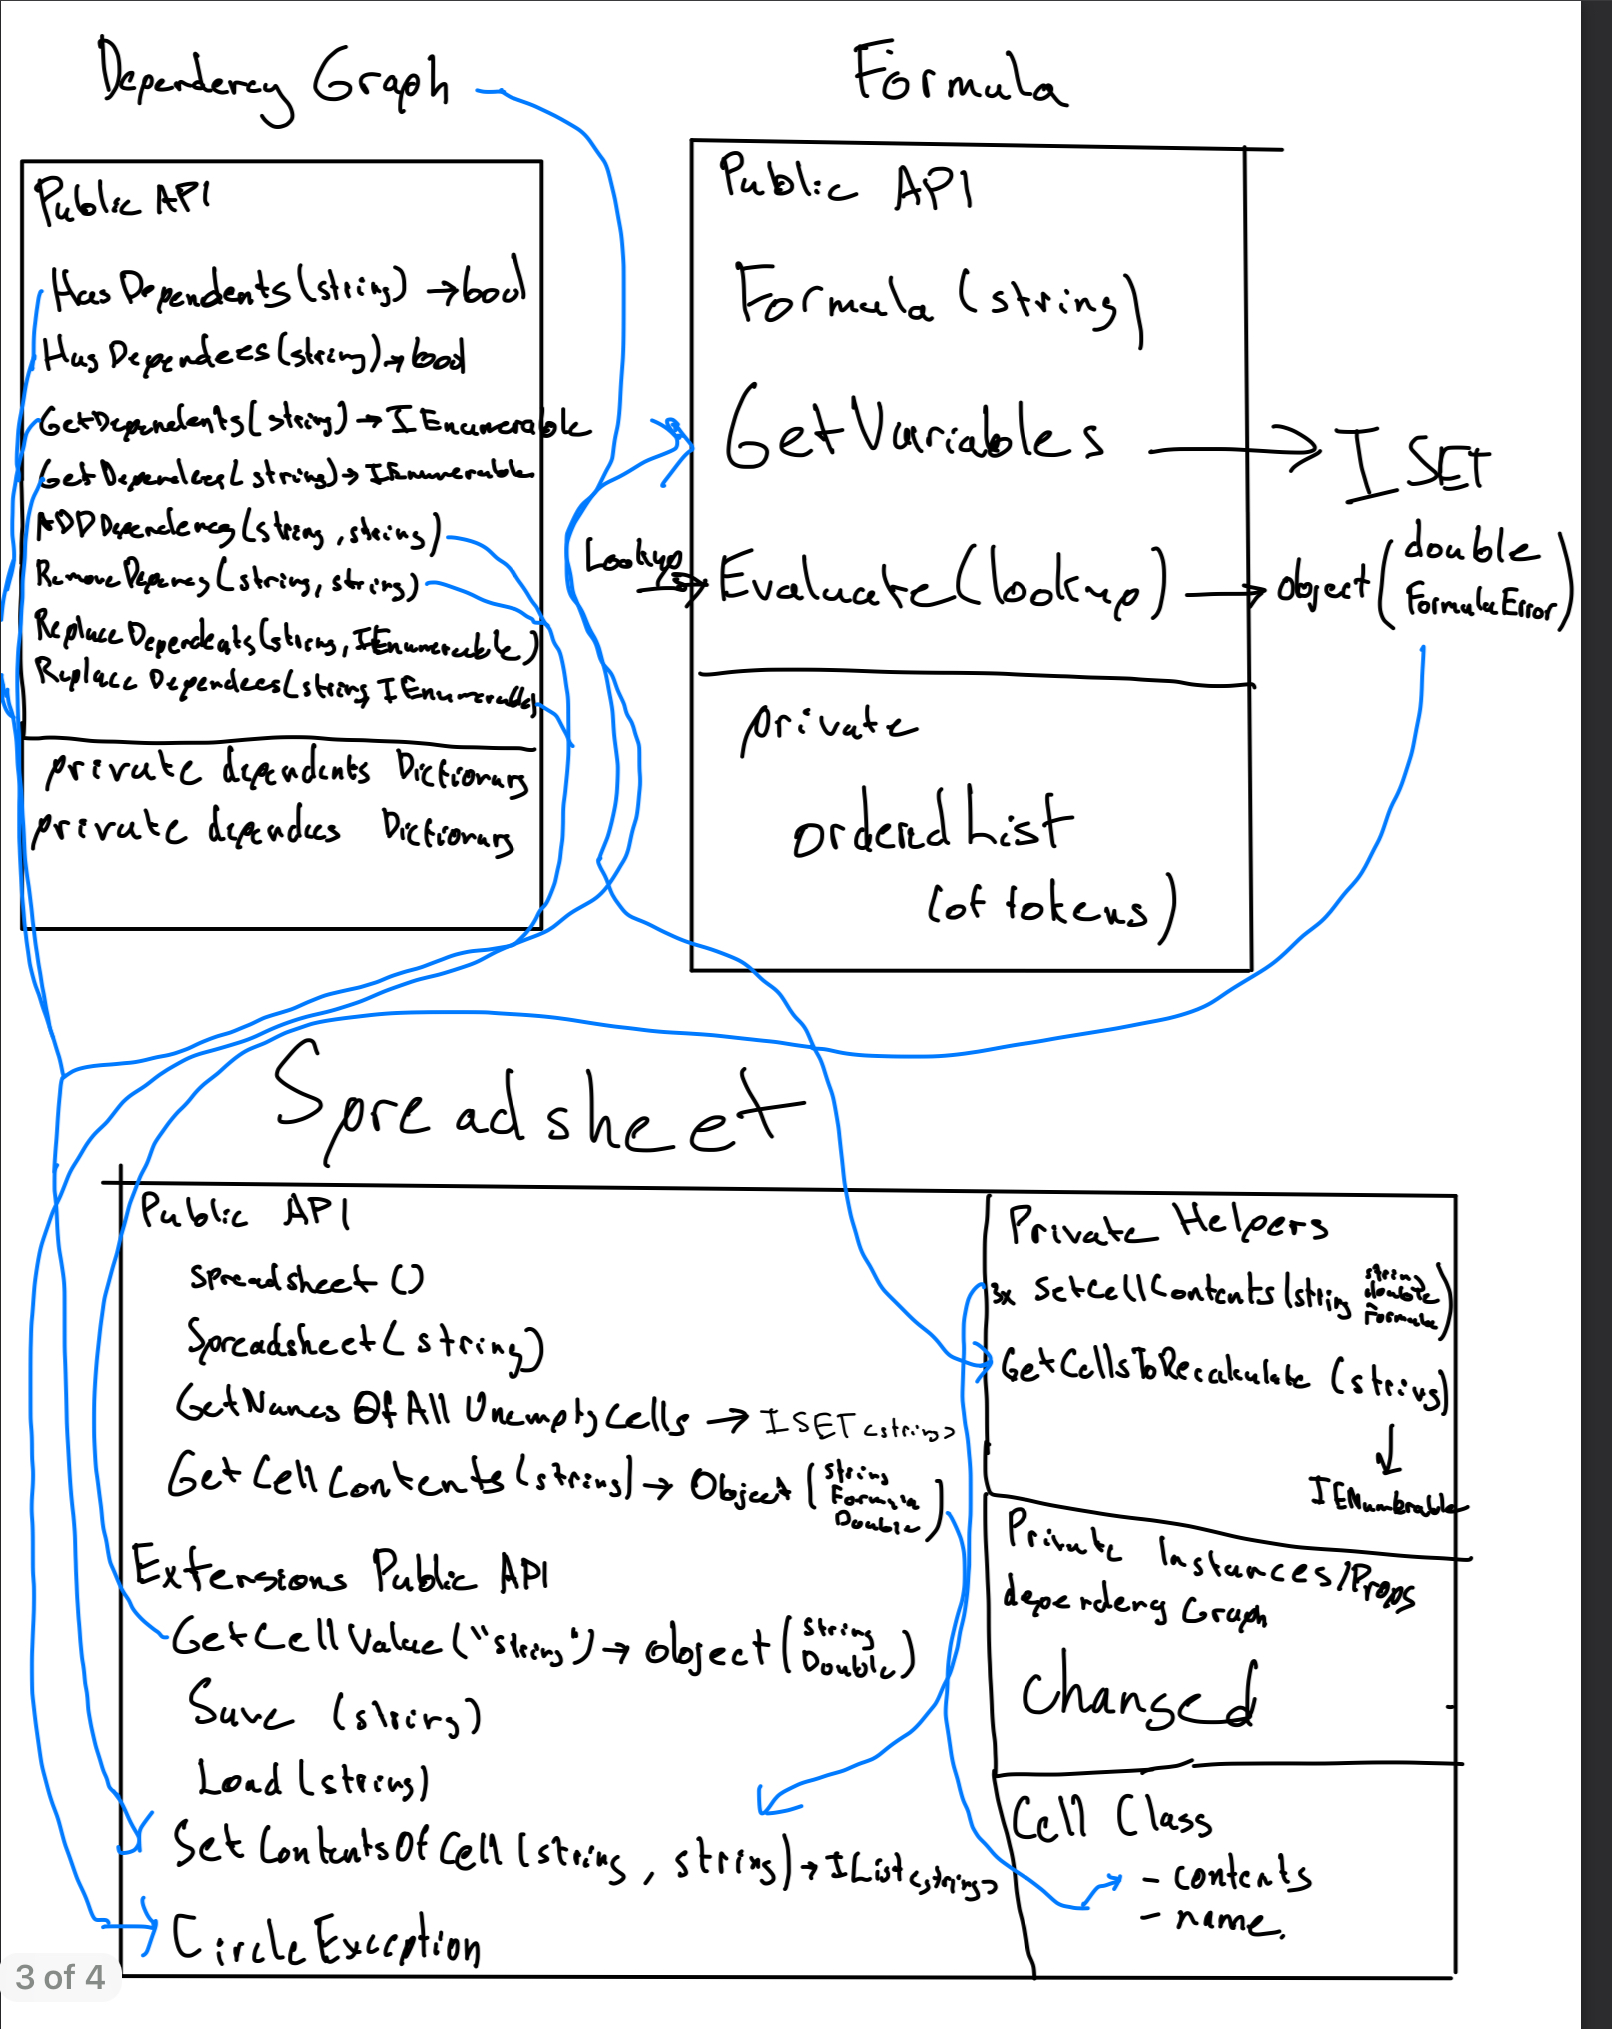 Dependency Graph
Public API
Has Dependents (string) → bool
Has Dependees (string) → bool
GetDependents (string) → IEnumerable
Get Dependees (string) → IEnumerable
ADD Dependency (string, string)
Remove Depency (string, string)
Replace Dependents (string, IEnumerable)
Replace Dependees (string IEnumerable)
private dependents Dictionary
private dependees Dictionary
Formula
Public API
Formula (string)
GetVariables → ISET
Lookup → Evaluate (lookup) → object (double
FormulaError)
private
ordered List
(of tokens)
Spreadsheet
Public API
Spreadsheet ()
Spreadsheet (string)
GetNames Of All Unempty Cells → ISET <string>
Get Cell Contents (string) → Object (string
Formula
Double)
Extensions Public API
Get Cell Value ("string") → object (string
Double)
Save (string)
Load (string)
Set Contents Of Cell (string, string) → IList <string>
Circle Exception
Private Helpers
3x SetCellContents (string string
double
Formula)
GetCellsToRecalculate (string)
↓
IENumbrable
Private Instances/Props
dependeny Graph
Changed
Cell Class
- contents
- name.
3 of 4